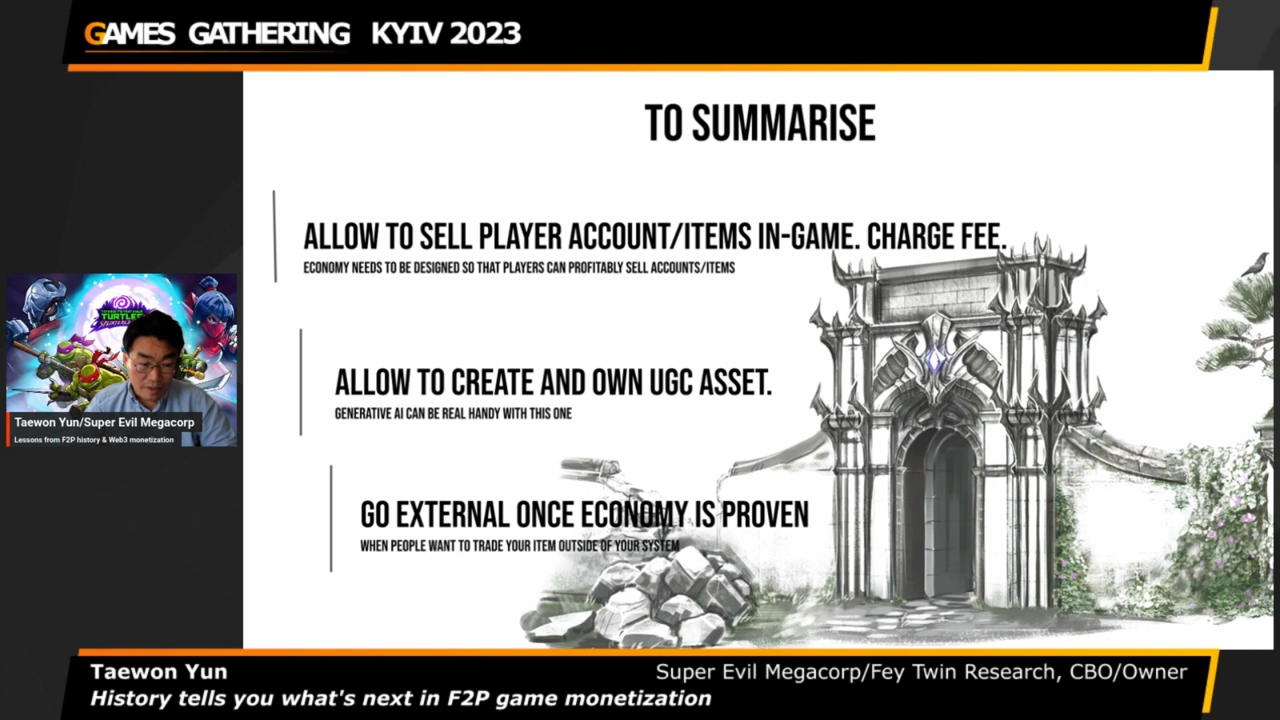 GAMES GATHERING KYIV 2023
TO SUMMARISE
ALLOW TO SELL PLAYER ACCOUNT/ITEMS IN-GAME. CHARGE FEE.
ECONOMY NEEDS TO BE DESIGNED SO THAT PLAYERS CAN PROFITABLY SELL ACCOUNTS/ITEMS
ALLOW TO CREATE AND OWN UGC ASSET.
GENERATIVE AI CAN BE REAL HANDY WITH THIS ONE
GO EXTERNAL ONCE ECONOMY IS PROVEN
WHEN PEOPLE WANT TO TRADE YOUR ITEM OUTSIDE OF YOUR SYSTEM
TURTLES
Taewon Yun/Super Evil Megacorp
Lessons from F2P history & Web3 monetization
Taewon Yun
Super Evil Megacorp/Fey Twin Research, CBO/Owner
History tells you what's next in F2P game monetization